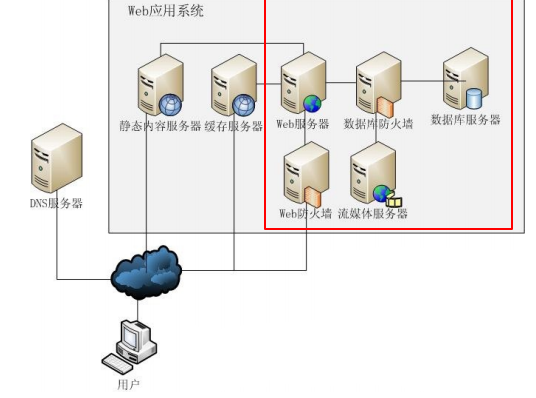 Web应用系统
静态内容服务器 缓存服务器 Web服务器 数据库防火墙 数据库服务器
DNS服务器
Web防火墙 流媒体服务器
用户